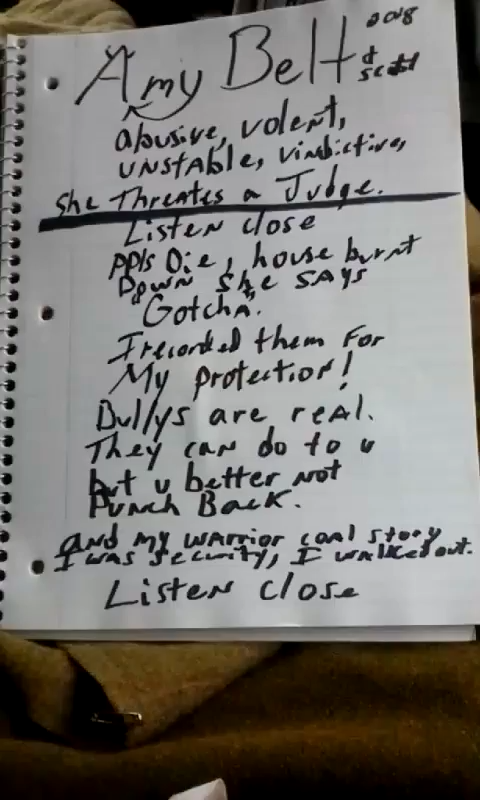 2018
Amy Belt
& Scott
abusive, volent,
unstable, vindictive,
She Threates a Judge.
Listen close
ppls Die, house burnt
Down she says
"Gotcha".
I recorded them for
My protection!
Bullys are real.
They can do to u
but u better not
Punch Back.
and my warrior coal story
I was security, I walked out.
Listen close